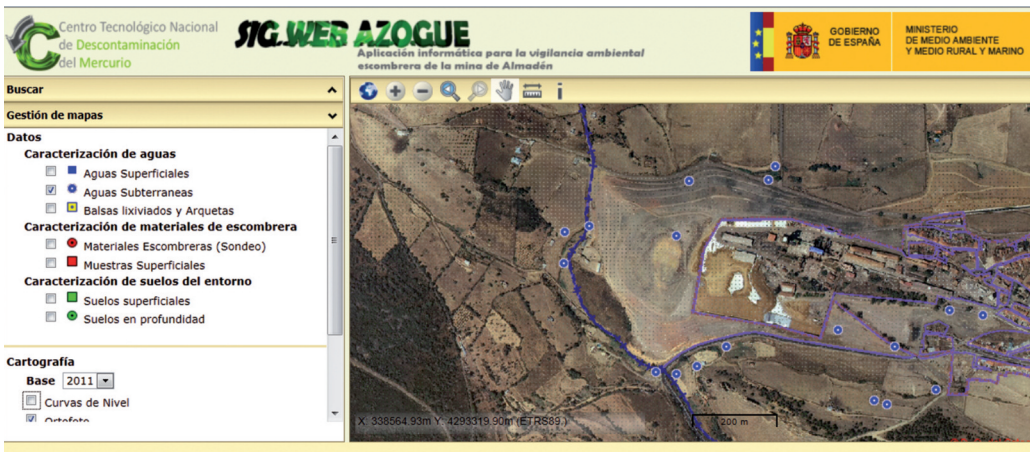 Centro Tecnológico Nacional
de Descontaminación
del Mercurio
SIG.WEB AZOGUE
Aplicación informática para la vigilancia ambiental
escombrera de la mina de Almadén
GOBIERNO
DE ESPAÑA
MINISTERIO
DE MEDIO AMBIENTE
Y MEDIO RURAL Y MARINO
Buscar
Gestión de mapas
Datos
Caracterización de aguas
Aguas Superficiales
Aguas Subterraneas
Balsas lixiviados y Arquetas
Caracterización de materiales de escombrera
Materiales Escombreras (Sondeo)
Muestras Superficiales
Caracterización de suelos del entorno
Suelos superficiales
Suelos en profundidad
Cartografía
Base 2011
Curvas de Nivel
Ortofoto
X: 338564.93m Y: 4293319.90m (ETRS89)
200 m